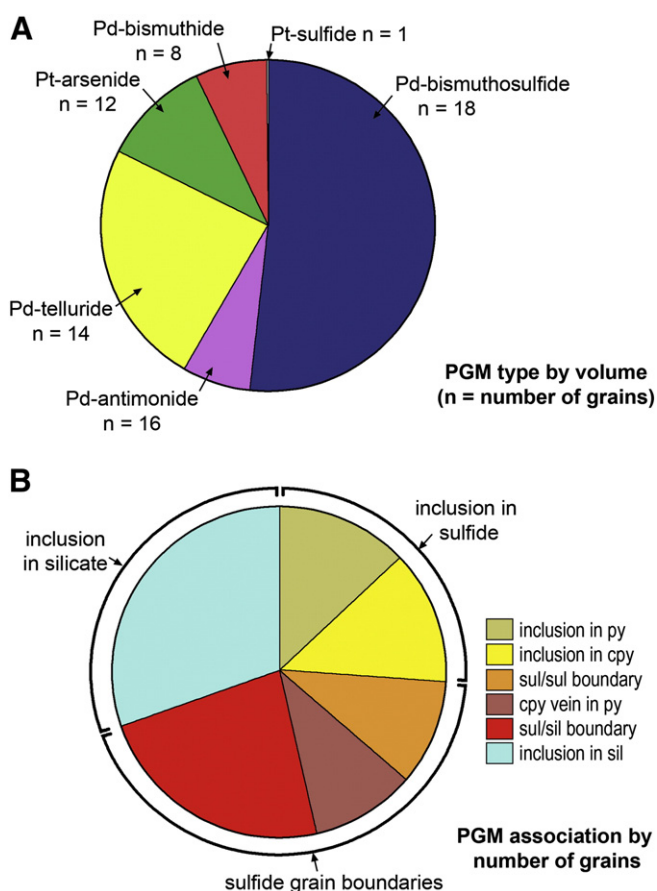 A
Pd-bismuthide
n = 8
Pt-sulfide n = 1
Pt-arsenide
n = 12
Pd-bismuthosulfide
n = 18
Pd-telluride
n = 14
Pd-antimonide
n = 16
PGM type by volume
(n = number of grains)
B
inclusion in
sulfide
inclusion
in silicate
inclusion in py
inclusion in cpy
sul/sul boundary
cpy vein in py
sul/sil boundary
inclusion in sil
PGM association by
number of grains
sulfide grain boundaries